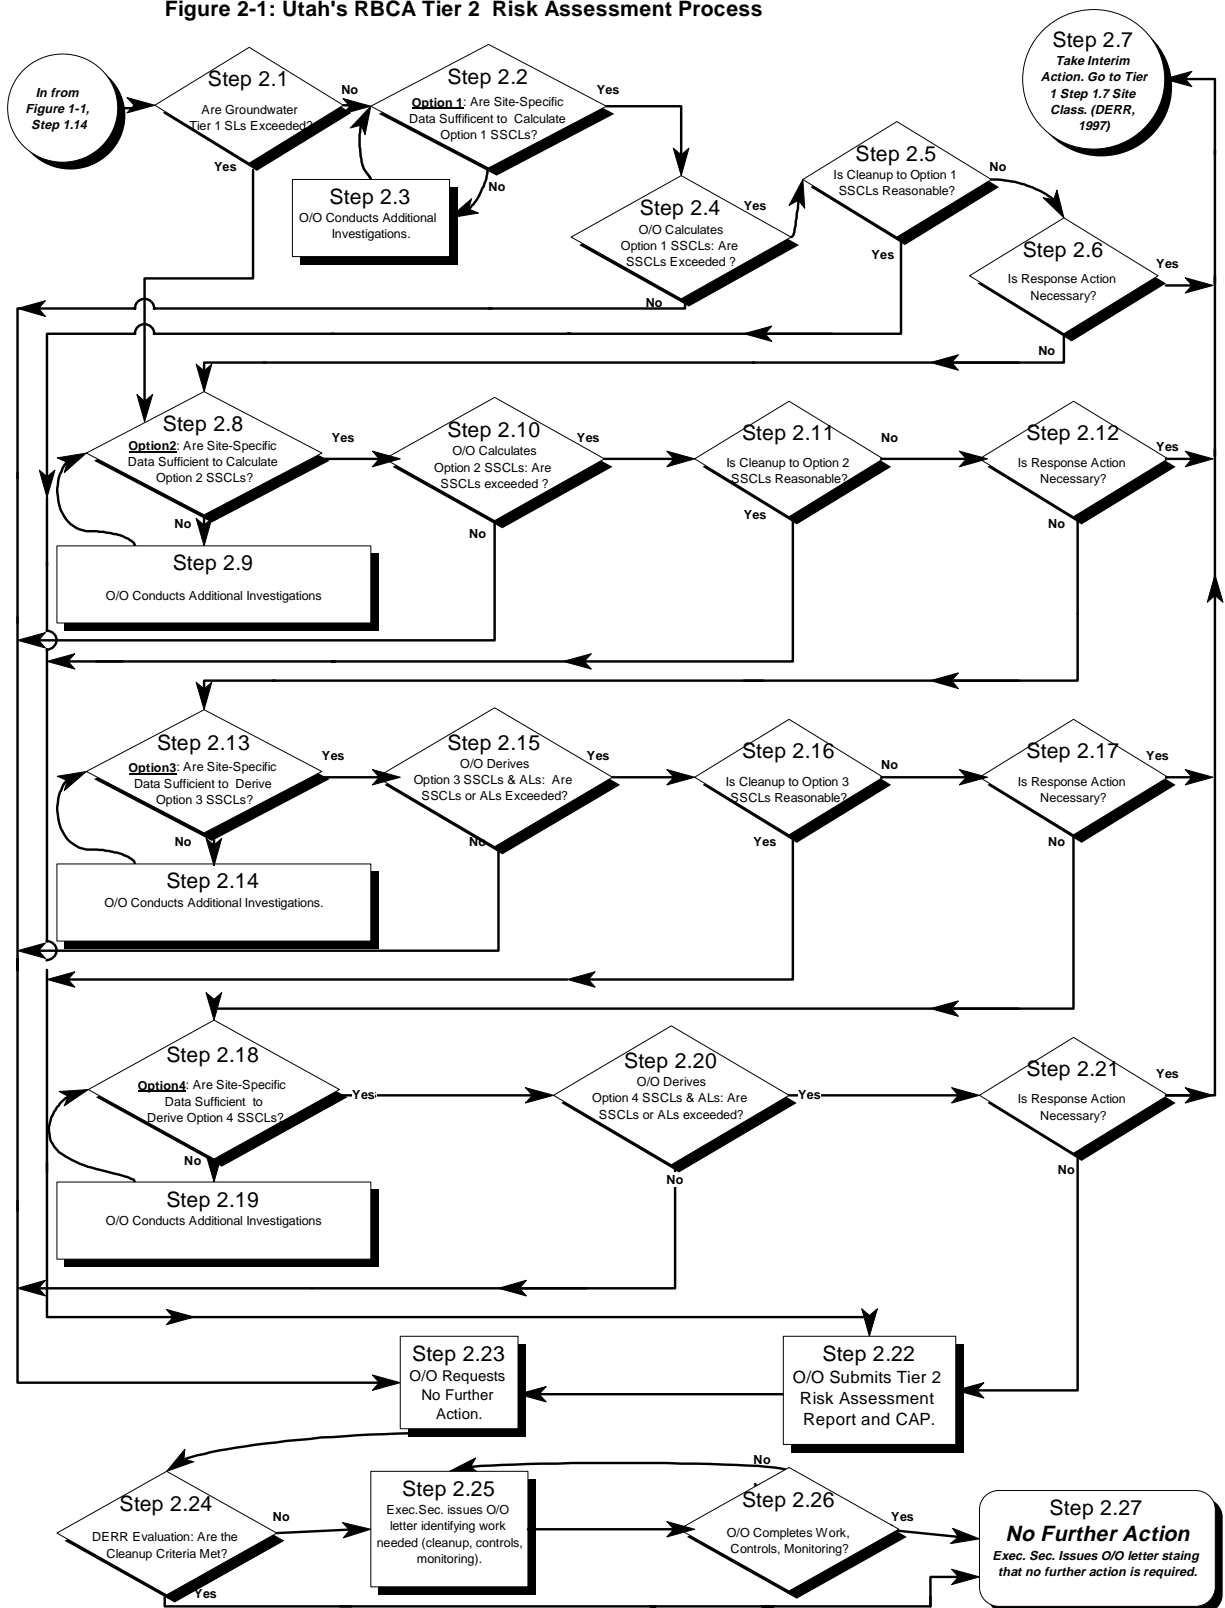 Figure 2-1: Utah's RBCA Tier 2 Risk Assessment Process
In from
Figure 1-1,
Step 1.14
Step 2.1
Are Groundwater
Tier 1 SLs Exceeded?
No
Yes
Step 2.2
Option 1: Are Site-Specific
Data Suffificent to Calculate
Option 1 SSCLs?
Yes
No
Step 2.3
O/O Conducts Additional
Investigations.
Step 2.4
O/O Calculates
Option 1 SSCLs: Are
SSCLs Exceeded ?
Yes
No
Step 2.5
Is Cleanup to Option 1
SSCLs Reasonable?
No
Yes
Step 2.6
Is Response Action
Necessary?
Yes
No
Step 2.7
Take Interim
Action. Go to Tier
1 Step 1.7 Site
Class. (DERR,
1997)
Step 2.8
Option2: Are Site-Specific
Data Sufficient to Calculate
Option 2 SSCLs?
Yes
No
Step 2.9
O/O Conducts Additional Investigations
Step 2.10
O/O Calculates
Option 2 SSCLs: Are
SSCLs exceeded ?
Yes
No
Step 2.11
Is Cleanup to Option 2
SSCLs Reasonable?
No
Yes
Step 2.12
Is Response Action
Necessary?
Yes
No
Step 2.13
Option3: Are Site-Specific
Data Sufficient to Derive
Option 3 SSCLs?
Yes
No
Step 2.14
O/O Conducts Additional Investigations.
Step 2.15
O/O Derives
Option 3 SSCLs & ALs: Are
SSCLs or ALs Exceeded?
Yes
No
Step 2.16
Is Cleanup to Option 3
SSCLs Reasonable?
No
Yes
Step 2.17
Is Response Action
Necessary?
Yes
No
Step 2.18
Option4: Are Site-Specific
Data Sufficient to
Derive Option 4 SSCLs?
Yes
No
Step 2.19
O/O Conducts Additional Investigations
Step 2.20
O/O Derives
Option 4 SSCLs & ALs: Are
SSCLs or ALs exceeded?
Yes
No
Step 2.21
Is Response Action
Necessary?
Yes
No
Step 2.23
O/O Requests
No Further
Action.
Step 2.22
O/O Submits Tier 2
Risk Assessment
Report and CAP.
Step 2.24
DERR Evaluation: Are the
Cleanup Criteria Met?
No
Yes
Step 2.25
Exec.Sec. issues O/O
letter identifying work
needed (cleanup, controls,
monitoring).
No
Step 2.26
O/O Completes Work,
Controls, Monitoring?
Yes
Step 2.27
No Further Action
Exec. Sec. Issues O/O letter staing
that no further action is required.